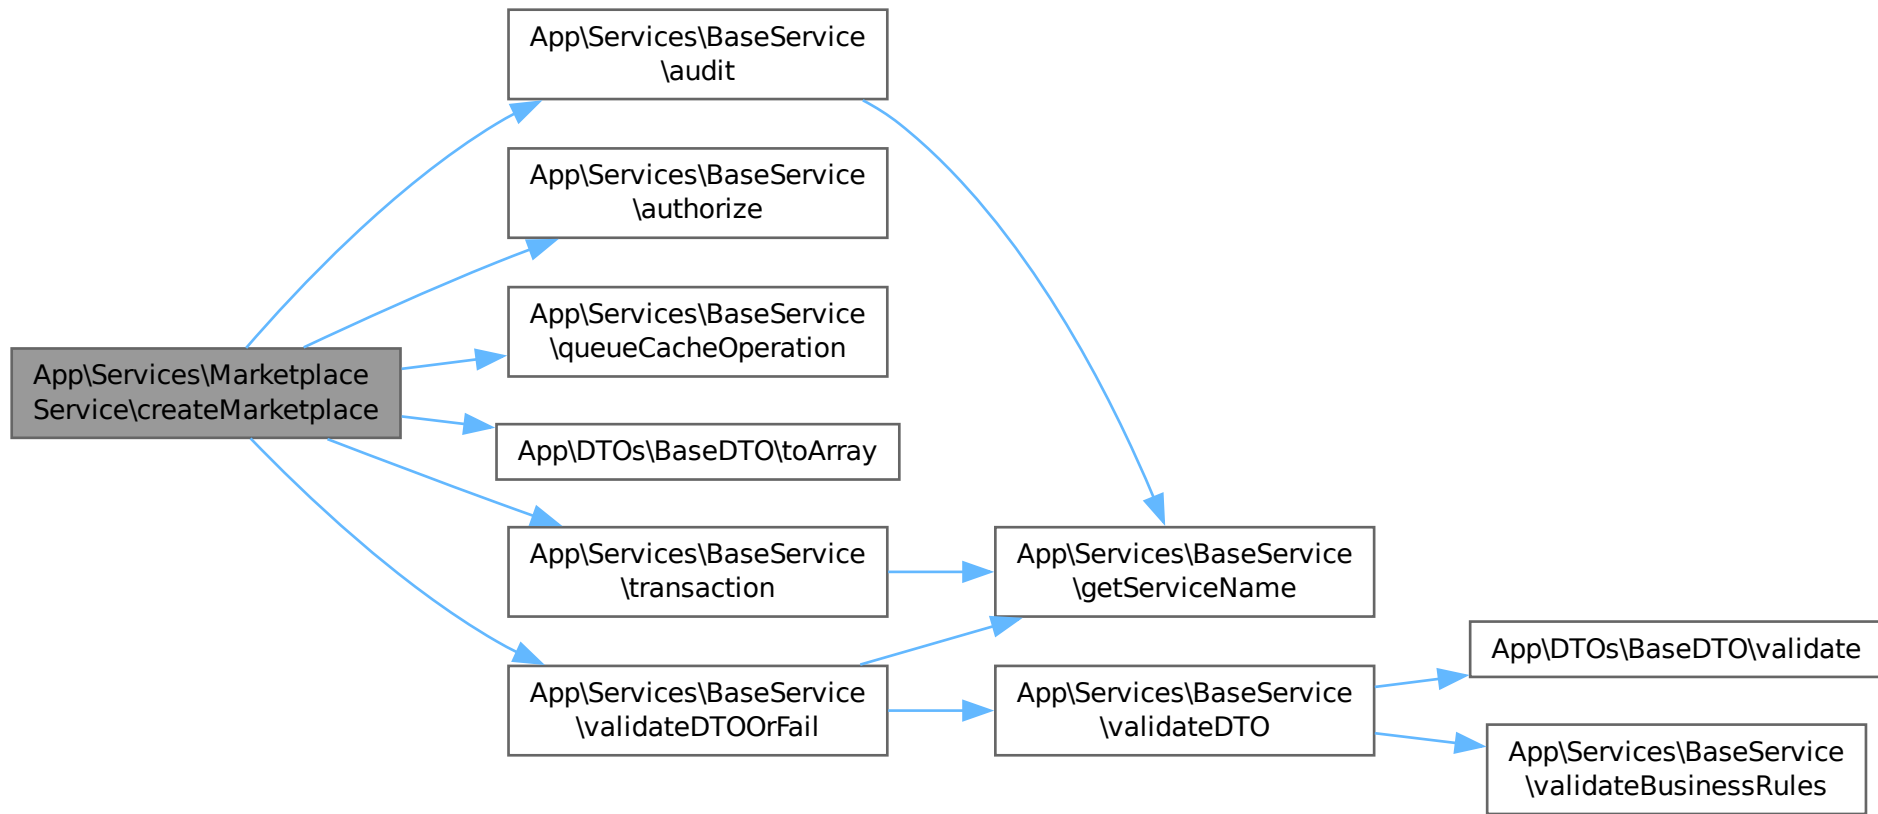 App\Services\BaseService
\audit
App\Services\BaseService
\authorize
App\Services\BaseService
\queueCacheOperation
App\Services\Marketplace
Service\createMarketplace
App\DTOs\BaseDTO\toArray
App\Services\BaseService
\transaction
App\Services\BaseService
\getServiceName
App\Services\BaseService
\validateDTOOrFail
App\Services\BaseService
\validateDTO
App\DTOs\BaseDTO\validate
App\Services\BaseService
\validateBusinessRules